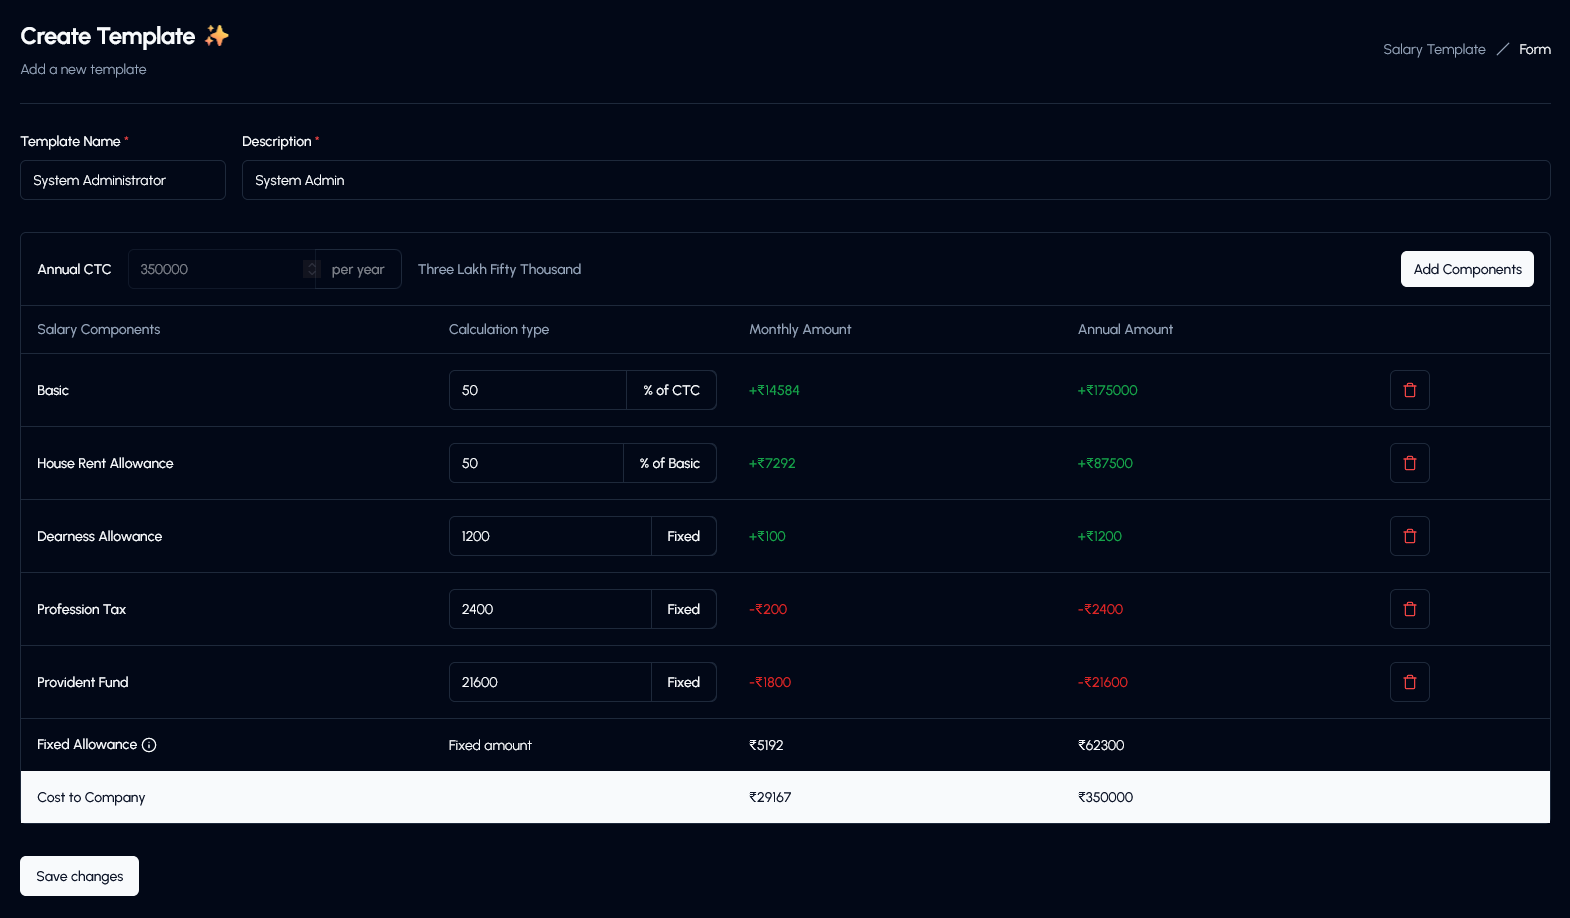 Create Template ✨
Add a new template
Salary Template / Form
Template Name * Description *
System Administrator System Admin
Annual CTC 350000 per year Three Lakh Fifty Thousand Add Components
Salary Components Calculation type Monthly Amount Annual Amount
Basic 50 % of CTC +₹14584 +₹175000
House Rent Allowance 50 % of Basic +₹7292 +₹87500
Dearness Allowance 1200 Fixed +₹100 +₹1200
Profession Tax 2400 Fixed -₹200 -₹2400
Provident Fund 21600 Fixed -₹1800 -₹21600
Fixed Allowance Fixed amount ₹5192 ₹62300
Cost to Company ₹29167 ₹350000
Save changes